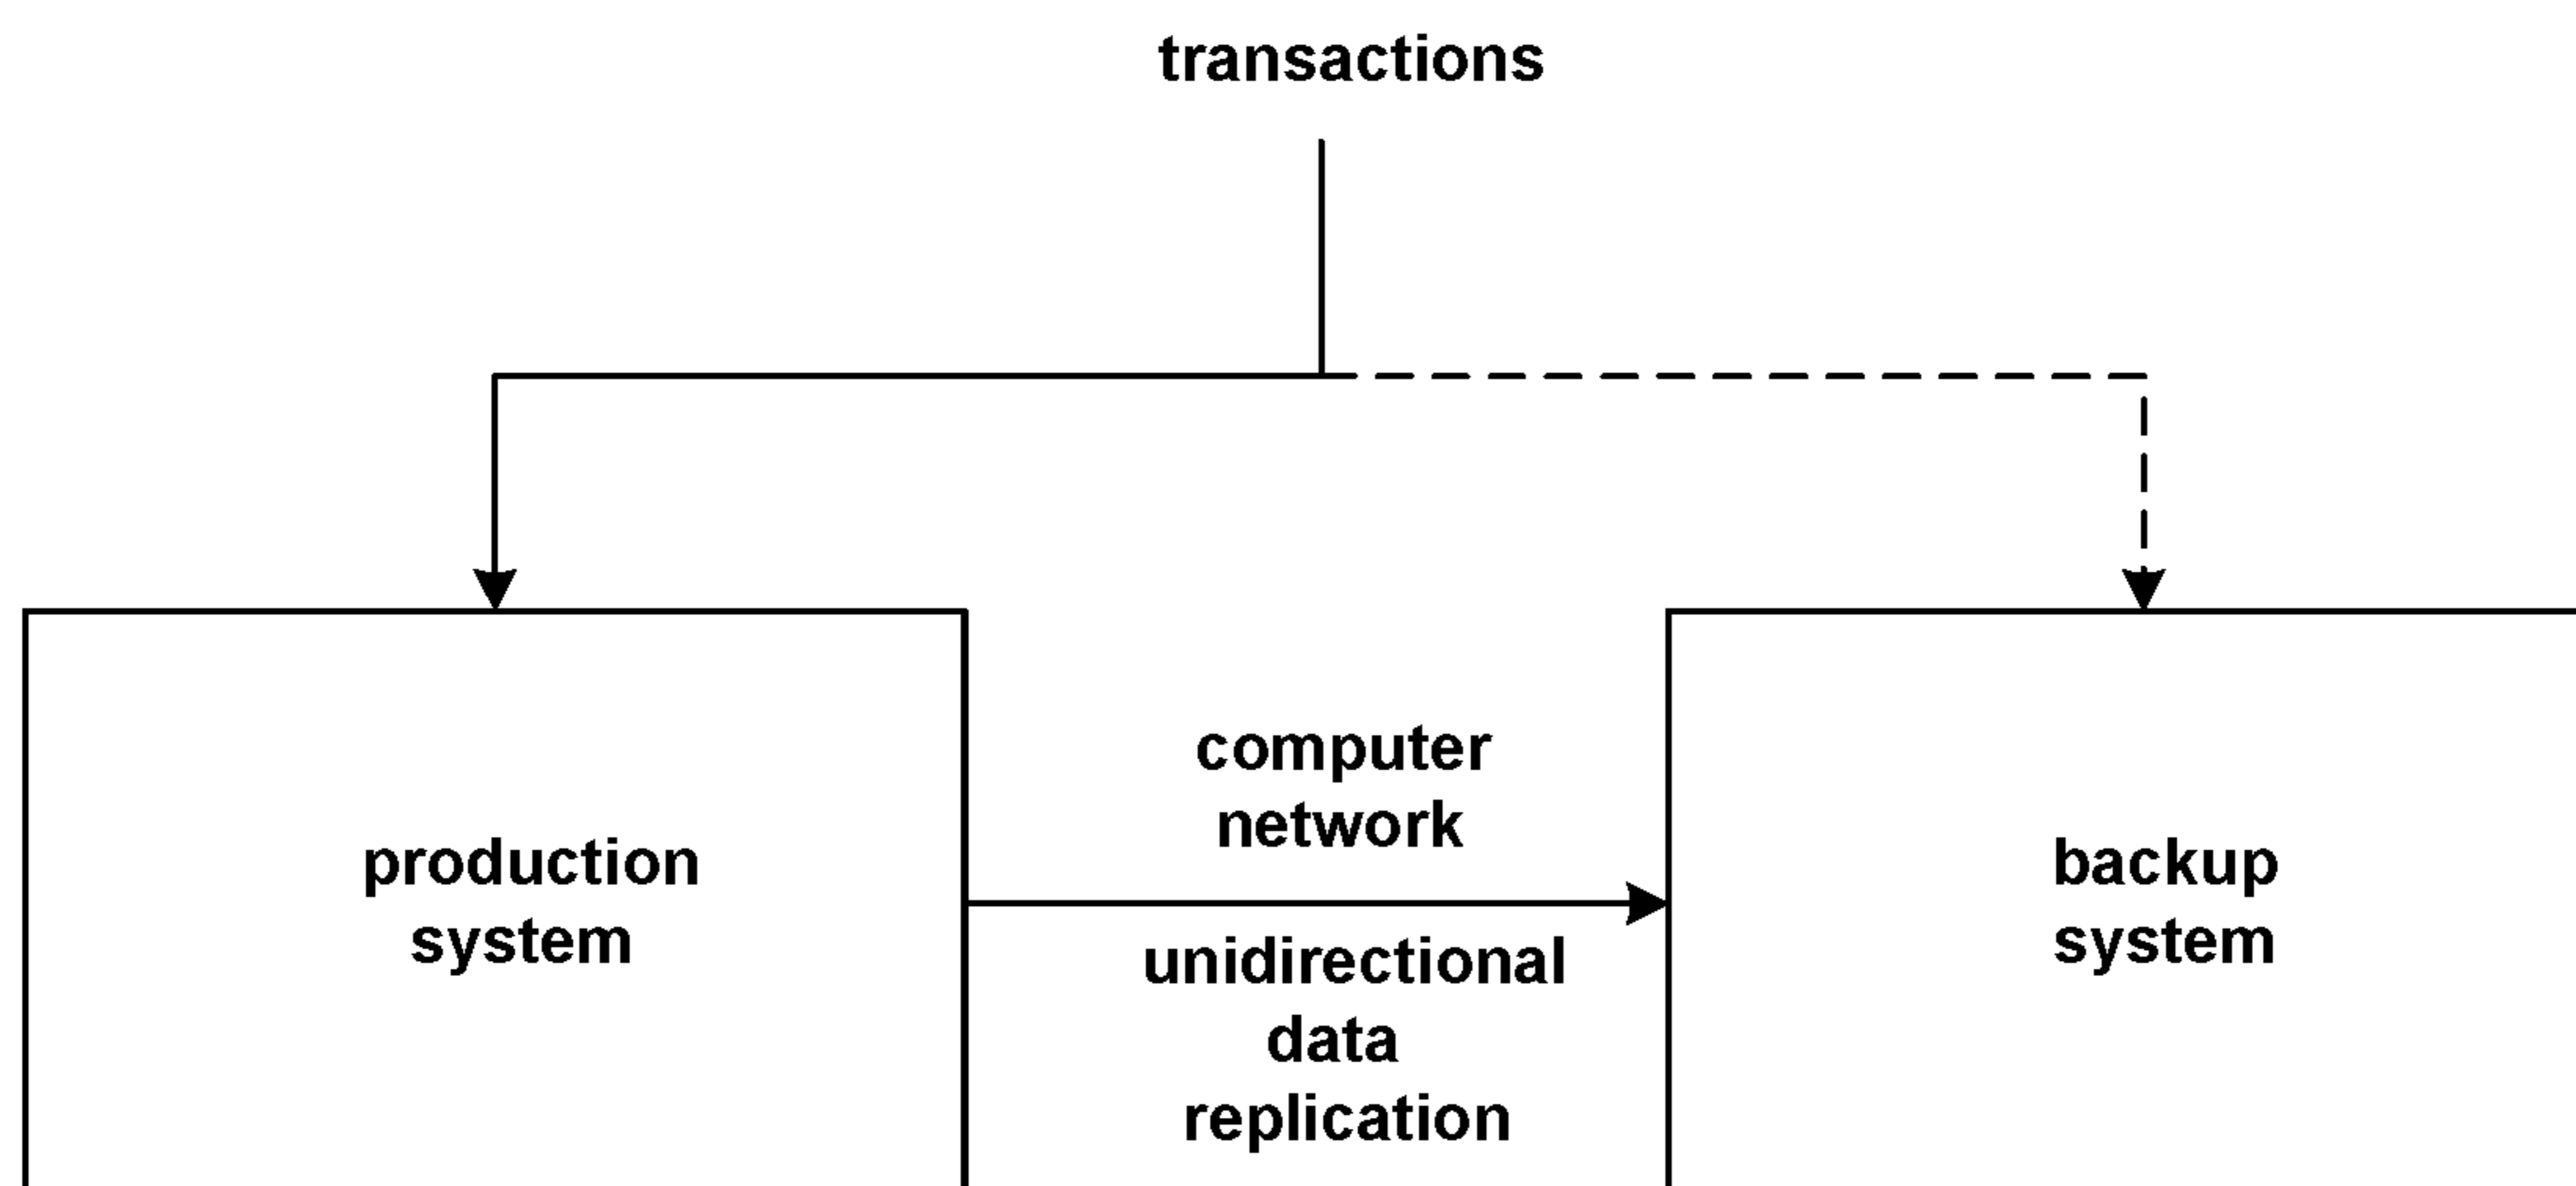 transactions
production
system
computer
network
unidirectional
data
replication
backup
system